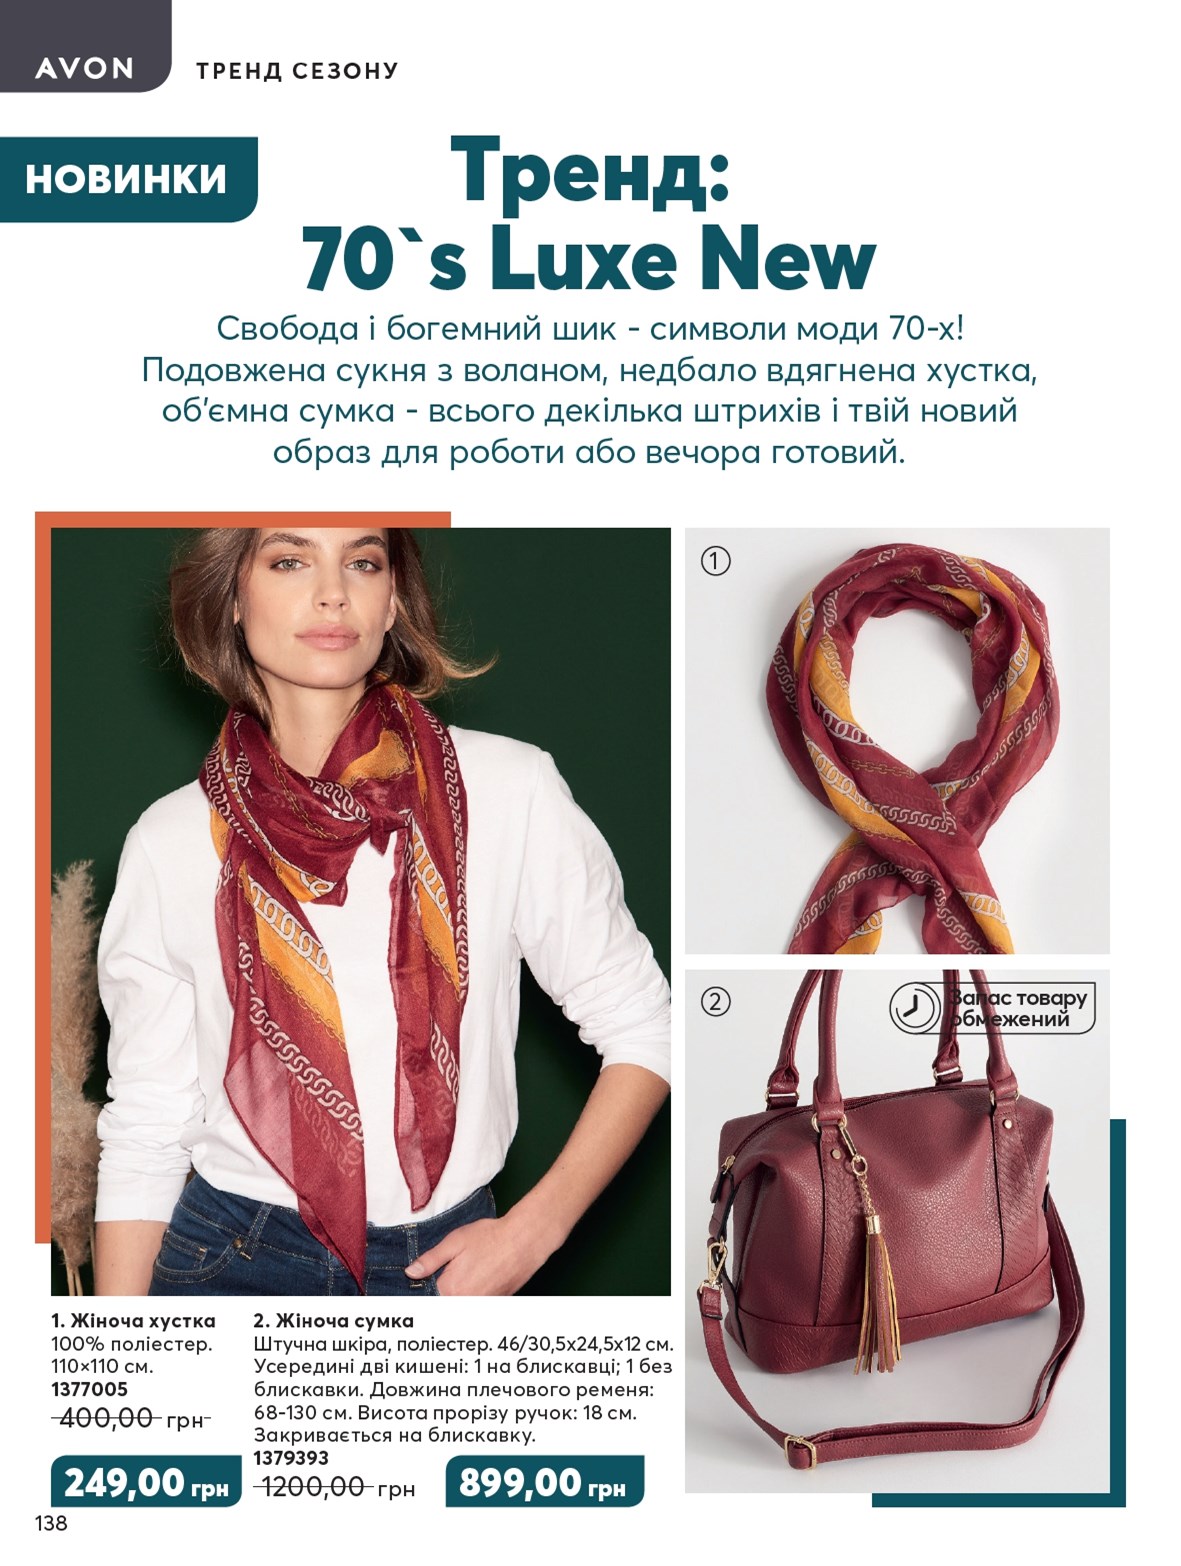 AVON
ТРЕНД СЕЗОНУ
НОВИНКИ
Тренд:
70`s Luxe New
Свобода і богемний шик - символи моди 70-х!
Подовжена сукня з воланом, недбало вдягнена хустка,
об’ємна сумка - всього декілька штрихів і твій новий
образ для роботи або вечора готовий.
1
2
Запас товару
обмежений
1. Жіноча хустка
100% поліестер.
110×110 см.
1377005
400,00 грн
249,00 грн
2. Жіноча сумка
Штучна шкіра, поліестер. 46/30,5х24,5х12 см.
Усередині дві кишені: 1 на блискавці; 1 без
блискавки. Довжина плечового ременя:
68-130 см. Висота прорізу ручок: 18 см.
Закривається на блискавку.
1379393
1200,00 грн
899,00 грн
138